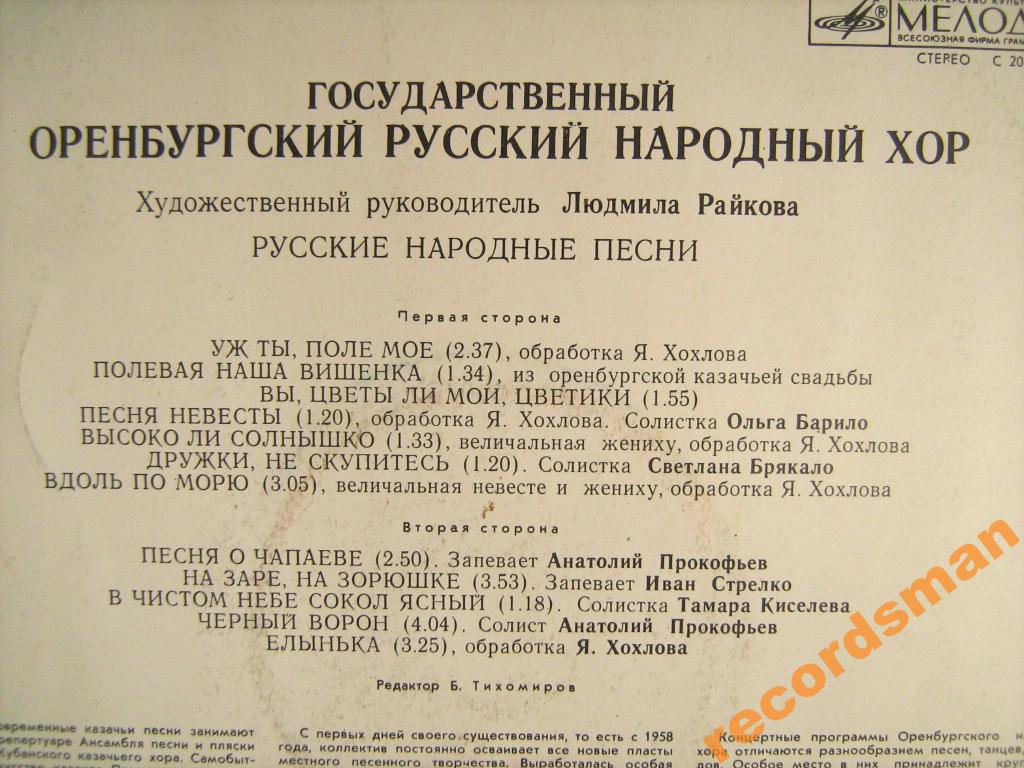 МЕЛОД
ВСЕСОЮЗНАЯ ФИРМА ГРАМ
СТЕРЕО С 20
ГОСУДАРСТВЕННЫЙ
ОРЕНБУРГСКИЙ РУССКИЙ НАРОДНЫЙ ХОР
Художественный руководитель Людмила Райкова
РУССКИЕ НАРОДНЫЕ ПЕСНИ
Первая сторона
УЖ ТЫ, ПОЛЕ МОЕ (2.37), обработка Я. Хохлова
ПОЛЕВАЯ НАША ВИШЕНКА (1.34), из оренбургской казачьей свадьбы
ВЫ, ЦВЕТЫ ЛИ МОИ, ЦВЕТИКИ (1.55)
ПЕСНЯ НЕВЕСТЫ (1.20), обработка Я. Хохлова. Солистка Ольга Барило
ВЫСОКО ЛИ СОЛНЫШКО (1.33), величальная жениху, обработка Я. Хохлова
ДРУЖКИ, НЕ СКУПИТЕСЬ (1.20). Солистка Светлана Брякало
ВДОЛЬ ПО МОРЮ (3.05), величальная невесте и жениху, обработка Я. Хохлова
Вторая сторона
ПЕСНЯ О ЧАПАЕВЕ (2.50). Запевает Анатолий Прокофьев
НА ЗАРЕ, НА ЗОРЮШКЕ (3.53). Запевает Иван Стрелко
В ЧИСТОМ НЕБЕ СОКОЛ ЯСНЫЙ (1.18). Солистка Тамара Киселева
ЧЕРНЫЙ ВОРОН (4.04). Солист Анатолий Прокофьев
ЕЛЫНЬКА (3.25), обработка Я. Хохлова
Редактор Б. Тихомиров
овременные казачьи песни занимают
репертуаре Ансамбля песни и пляски
Кубанского казачьего хора. Самобыт-
С первых дней своего существования, то есть с 1958
года, коллектив постоянно осваивает все новые пласты
местного песенного творчества. Выработалась особая
Концертные программы Оренбургского н
хора отличаются разнообразием песен, танцев,
дов. Особое место в них принадлежит круг
recordsman